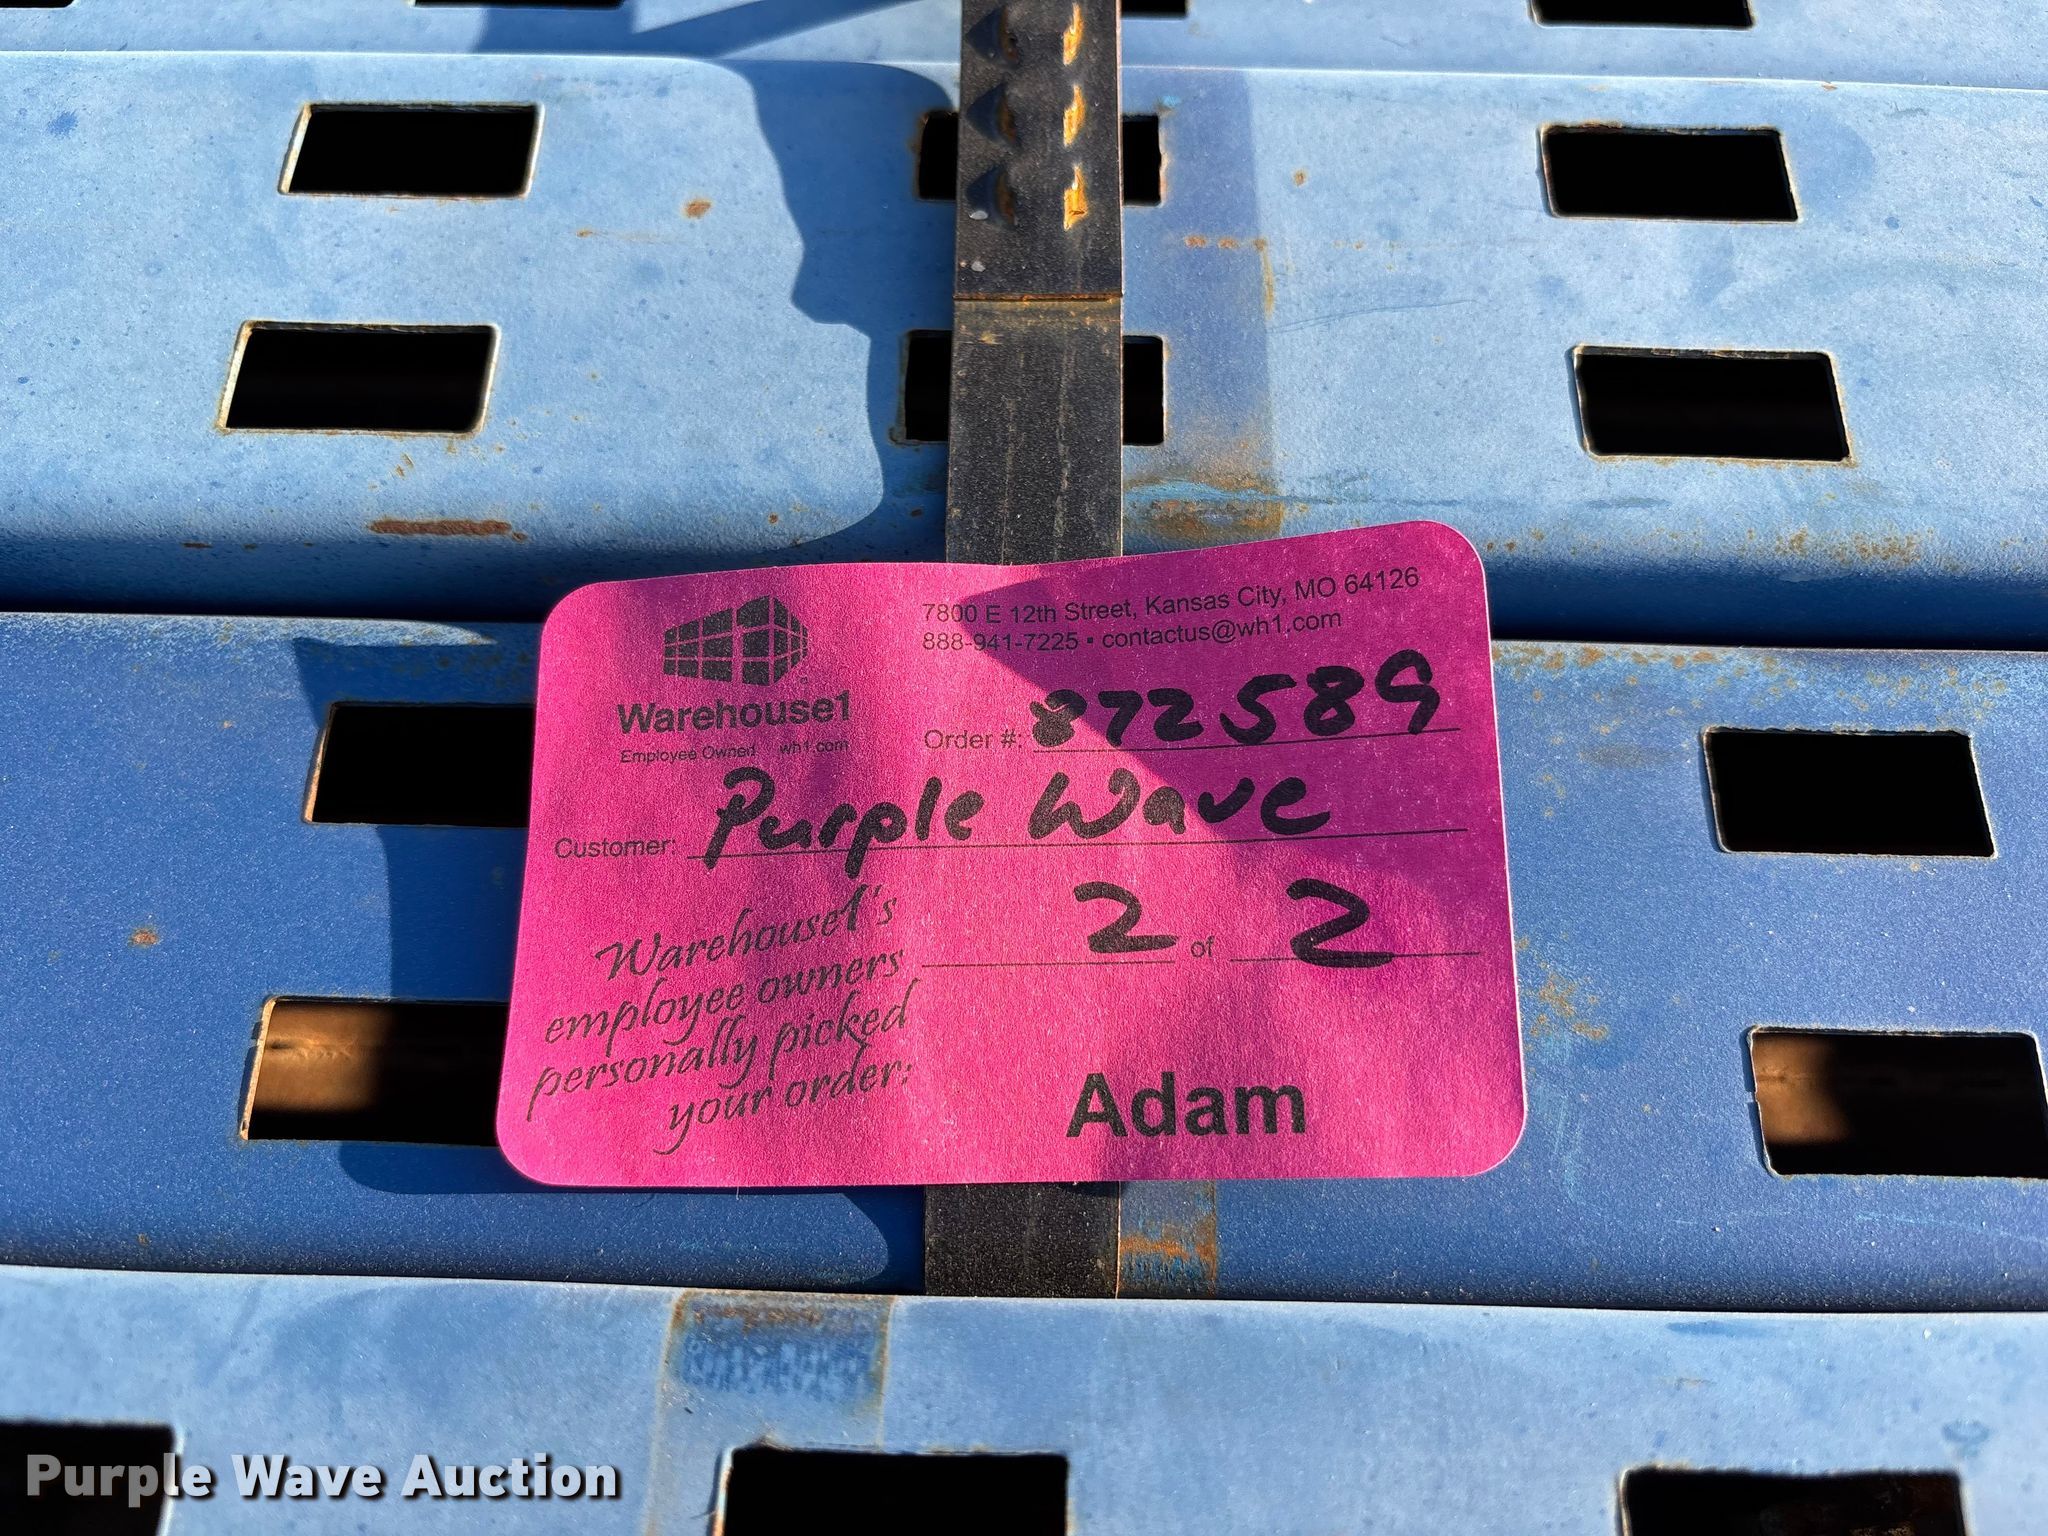 7800 E 12th Street, Kansas City, MO 64126
888-941-7225 ▪ contactus@wh1.com
Warehouse1
Employee Owned wh1.com
Order #: 872589
Customer: Purple Wave
2 of 2
Warehouse1's
employee owners
personally picked
your order:
Adam
Purple Wave Auction